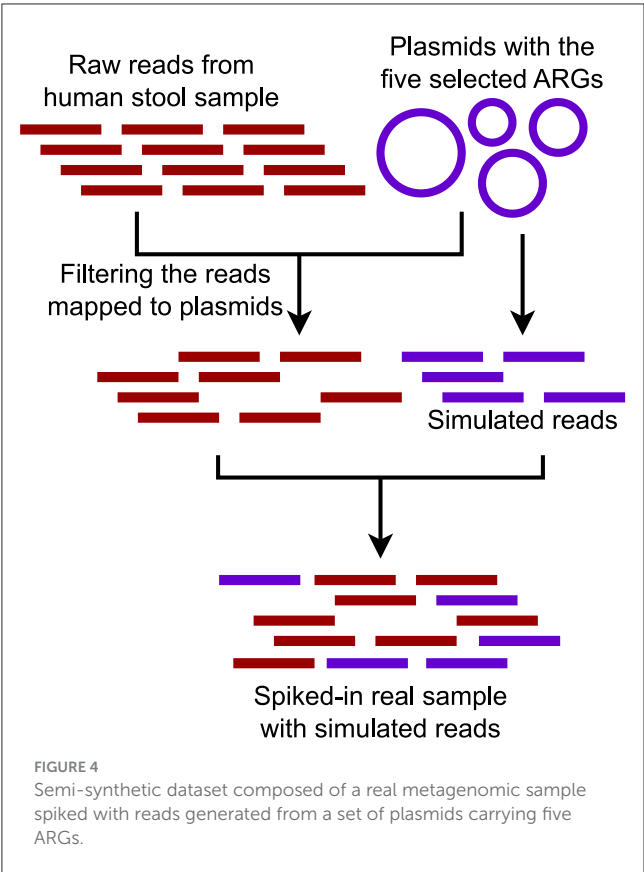 Raw reads from
human stool sample
Plasmids with the
five selected ARGs
Filtering the reads
mapped to plasmids
Simulated reads
Spiked-in real sample
with simulated reads
FIGURE 4
Semi-synthetic dataset composed of a real metagenomic sample
spiked with reads generated from a set of plasmids carrying five
ARGs.